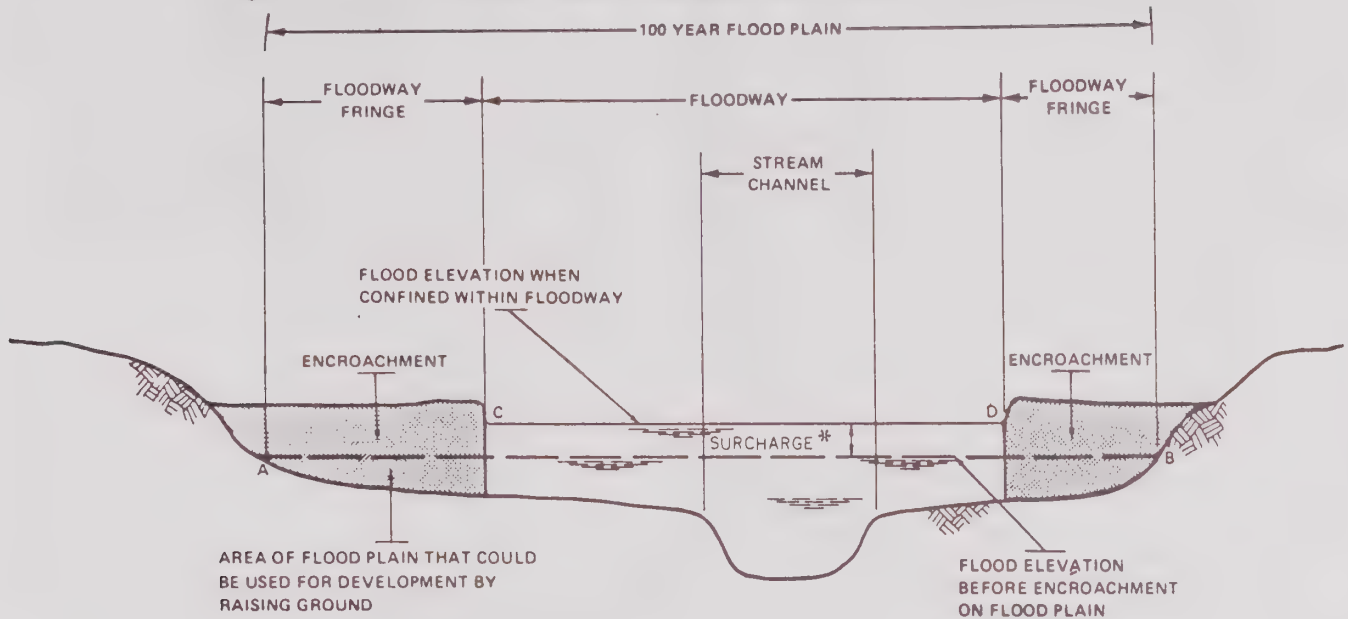 100 YEAR FLOOD PLAIN
FLOODWAY
FRINGE
FLOODWAY
FLOODWAY
FRINGE
STREAM
CHANNEL
FLOOD ELEVATION WHEN
CONFINED WITHIN FLOODWAY
ENCROACHMENT
ENCROACHMENT
C
D
SURCHARGE*
A
B
AREA OF FLOOD PLAIN THAT COULD
BE USED FOR DEVELOPMENT BY
RAISING GROUND
FLOOD ELEVATION
BEFORE ENCROACHMENT
ON FLOOD PLAIN